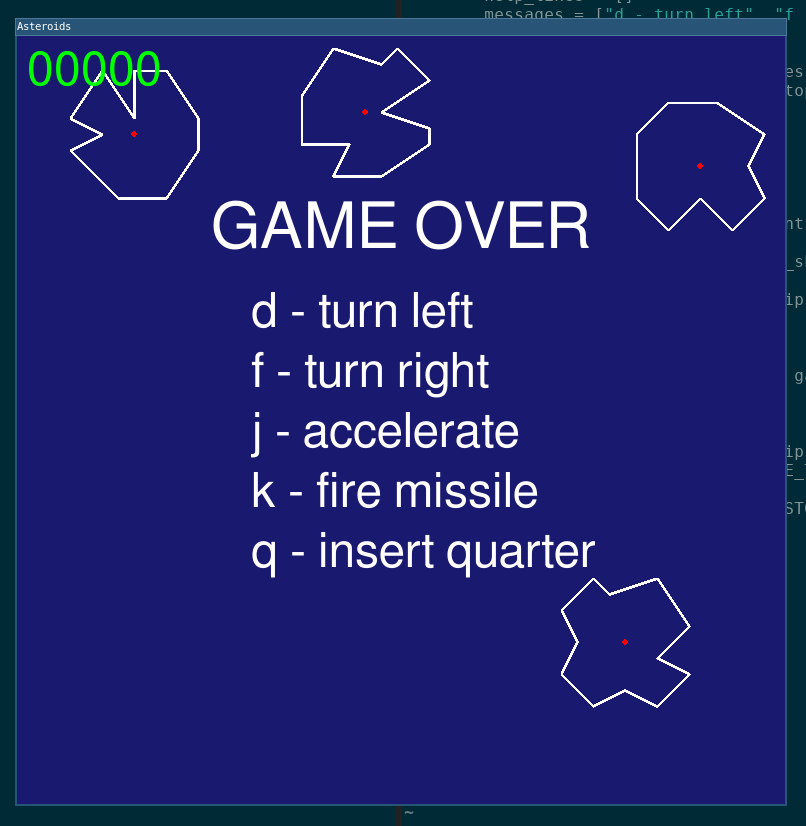 messages = ["d - turn left", "f
Asteroids
00000
GAME OVER
d - turn left
f - turn right
j - accelerate
k - fire missile
q - insert quarter
~